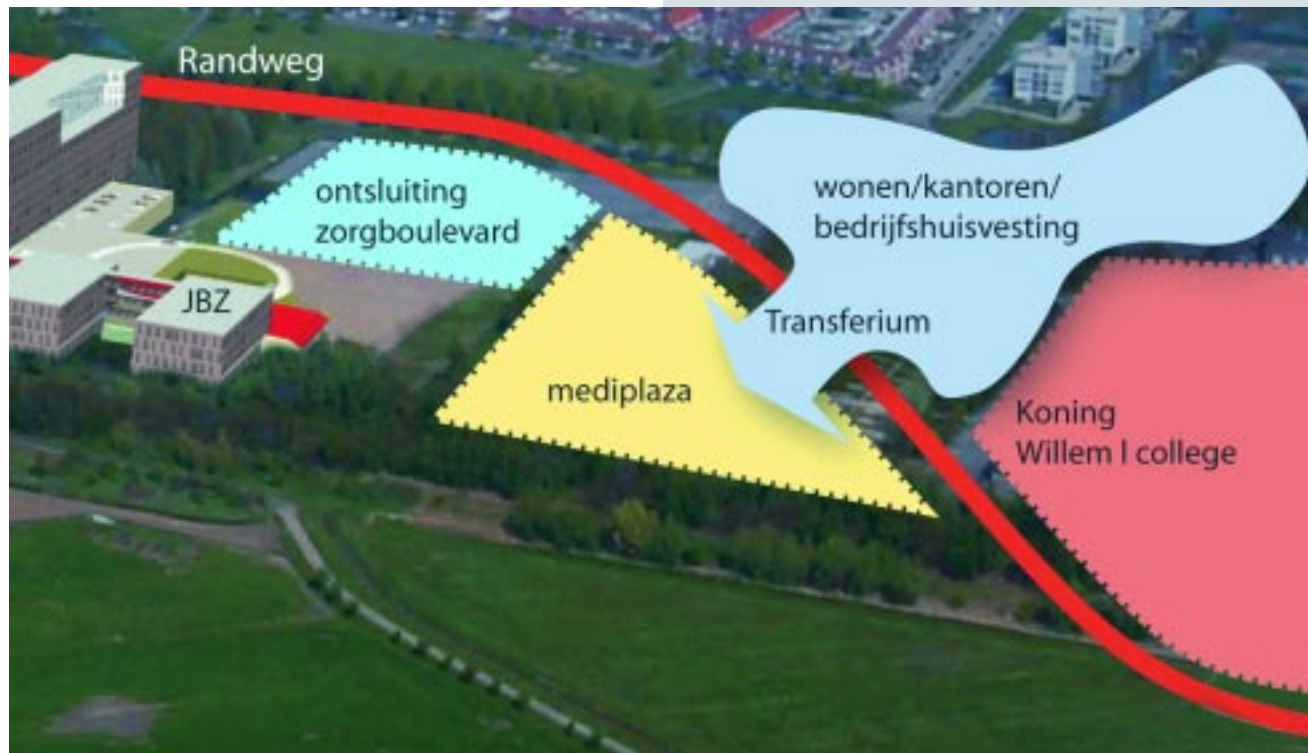 Randweg
ontsluiting
zorgboulevard
wonen/kantoren/
bedrijfshuisvesting
JBZ
Transferium
mediplaza
Koning
Willem I college